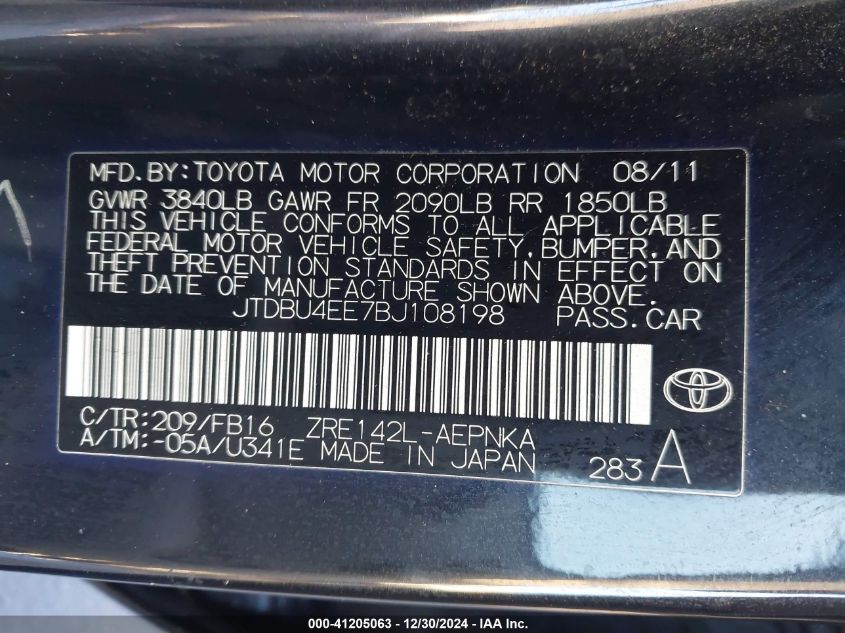 MFD.BY:TOYOTA MOTOR CORPORATION 08/11
GVWR 3840LB GAWR FR 2090LB RR 1850LB
THIS VEHICLE CONFORMS TO ALL APPLICABLE
FEDERAL MOTOR VEHICLE SAFETY,BUMPER,AND
THEFT PREVENTION STANDARDS IN EFFECT ON
THE DATE OF MANUFACTURE SHOWN ABOVE.
JTDBU4EE7BJ108198 PASS.CAR
C/TR:209/FB16 ZRE142L-AEPNKA
A/TM:-05A/U341E MADE IN JAPAN 283 A
000-41205063 - 12/30/2024 - IAA Inc.